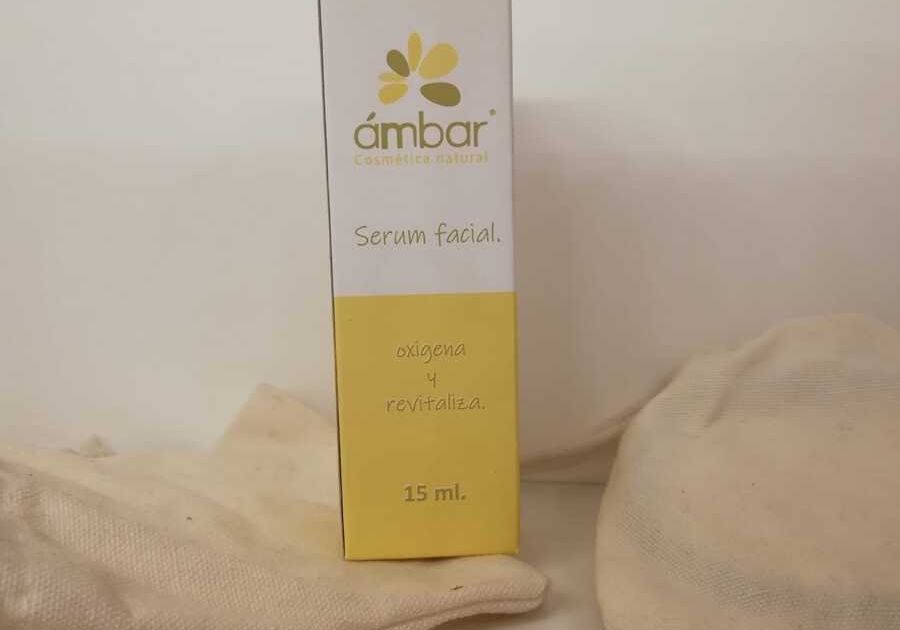 ámbar®
Cosmética natural
Serum facial.
oxigena
y
revitaliza.
15 ml.